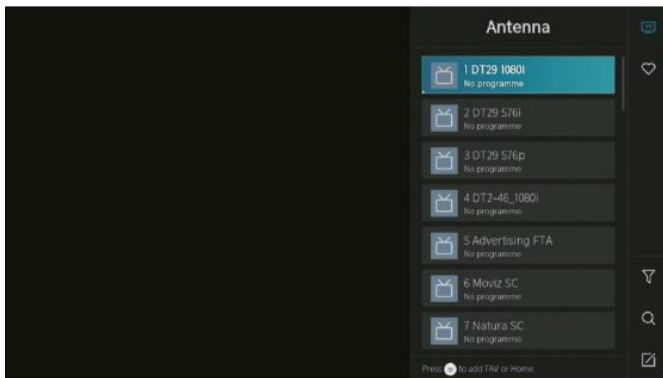 Antenna
1 DT29 1080i
No programme
2 DT29 576i
No programme
3 DT29 576p
No programme
4 DT2-46_1080i
No programme
5 Advertising FTA
No programme
6 Moviz SC
No programme
7 Natura SC
No programme
Press to add FAV or Home